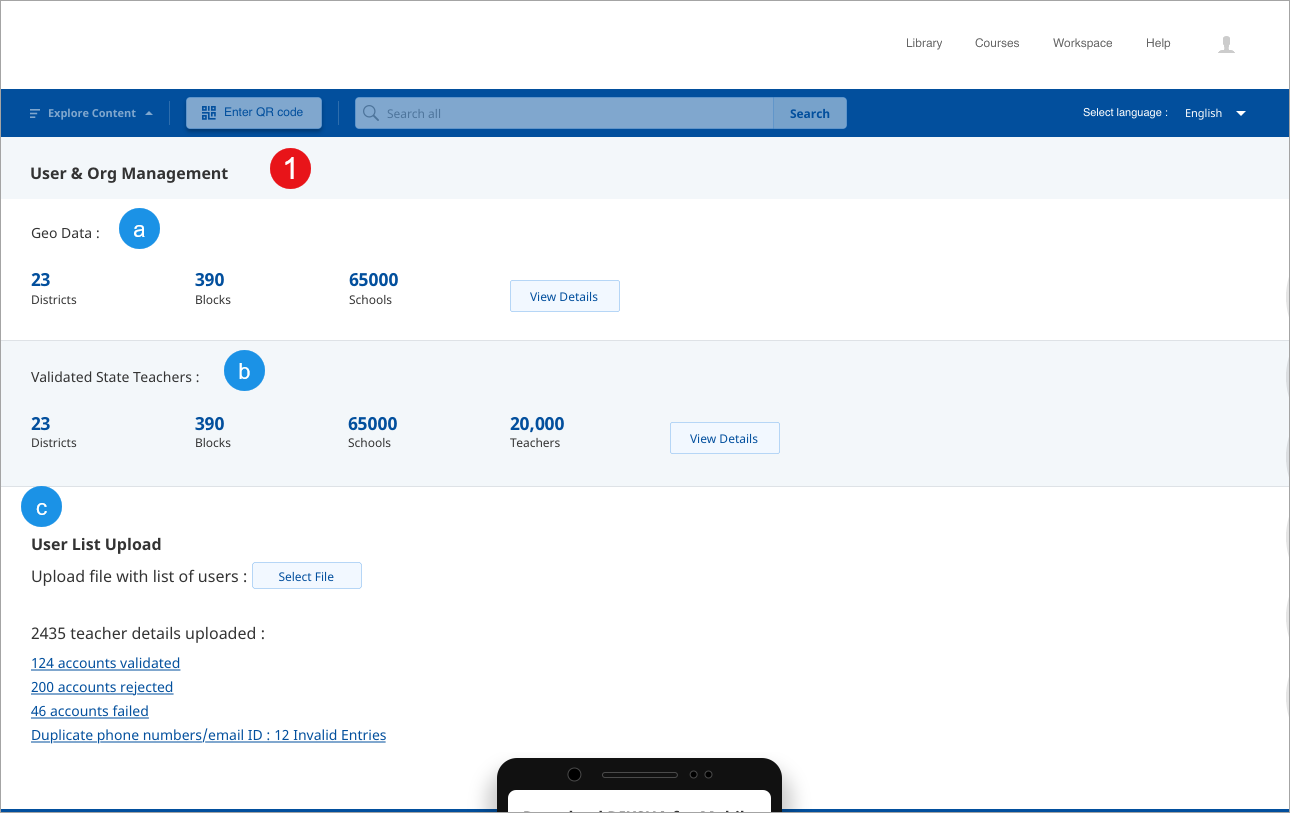 Library Courses Workspace Help
Explore Content Enter QR code Search all Search Select language : English
User & Org Management 1
Geo Data : a
23 390 65000
Districts Blocks Schools View Details
Validated State Teachers : b
23 390 65000 20,000
Districts Blocks Schools Teachers View Details
c
User List Upload
Upload file with list of users : Select File
2435 teacher details uploaded :
124 accounts validated
200 accounts rejected
46 accounts failed
Duplicate phone numbers/email ID : 12 Invalid Entries